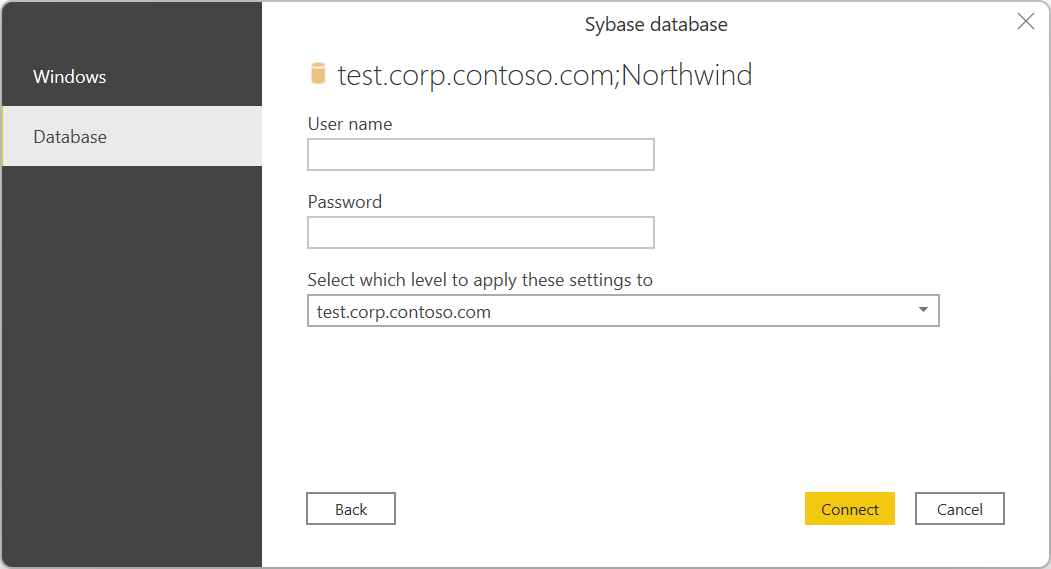 Sybase database
Windows
Database
test.corp.contoso.com;Northwind
User name
Password
Select which level to apply these settings to
test.corp.contoso.com
Back
Connect
Cancel